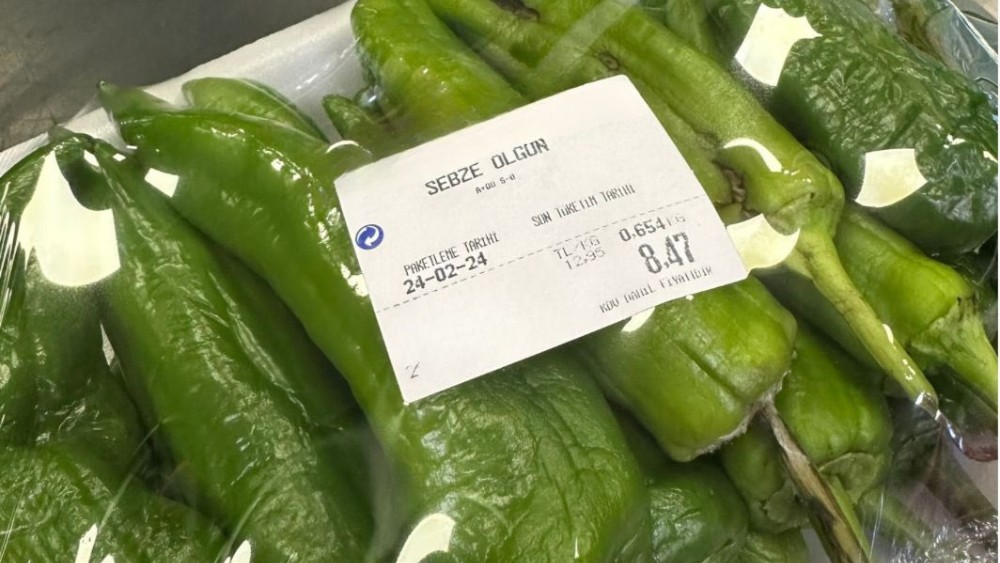 SEBZE OLGUN
SON TÜKETİM TARİHİ
PAKETLEME TARİHİ
24-02-24
TL/KG
12.95
0.654 KG
8.47
KDV DAHİL FİYATIDIR